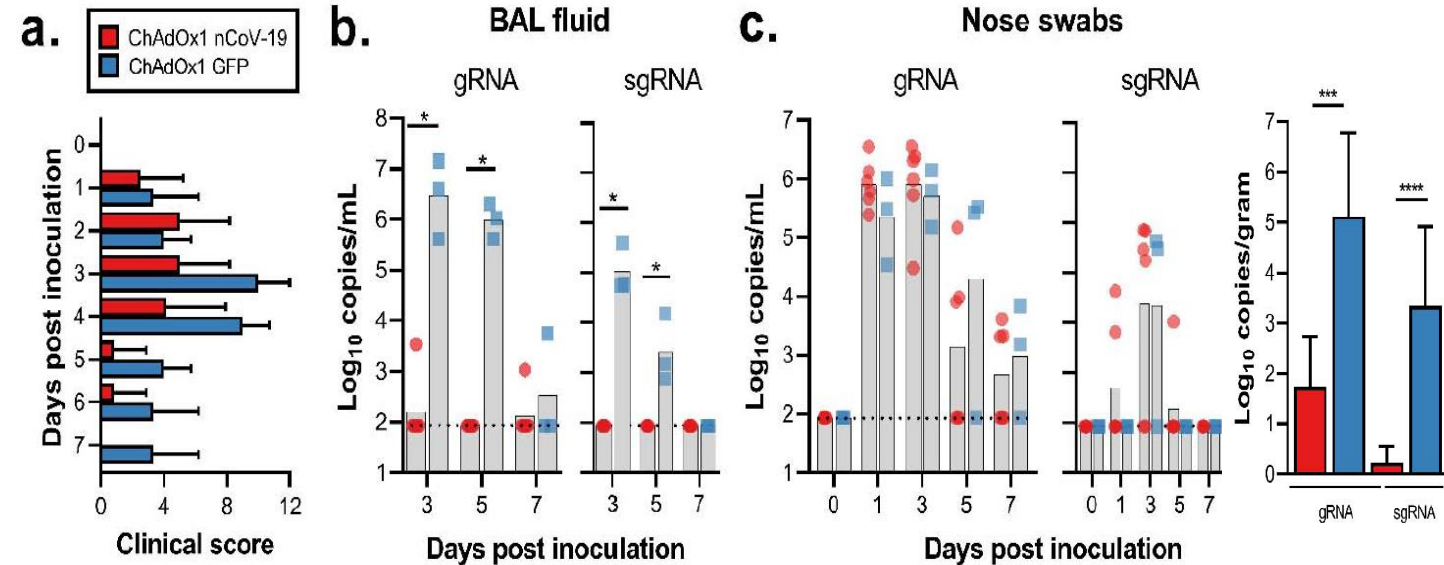 a.
ChAdOx1 nCoV-19
ChAdOx1 GFP
Days post inoculation
0
1
2
3
4
5
6
7
0 4 8 12
Clinical score
b.
BAL fluid
gRNA
sgRNA
Log10 copies/mL
8
7
6
5
4
3
2
1
* *
* *
3 5 7
3 5 7
Days post inoculation
c.
Nose swabs
gRNA
sgRNA
Log10 copies/mL
7
6
5
4
3
2
1
0 1 3 5 7
0 1 3 5 7
Days post inoculation
Log10 copies/gram
7
6
5
4
3
2
1
0
***
****
gRNA sgRNA